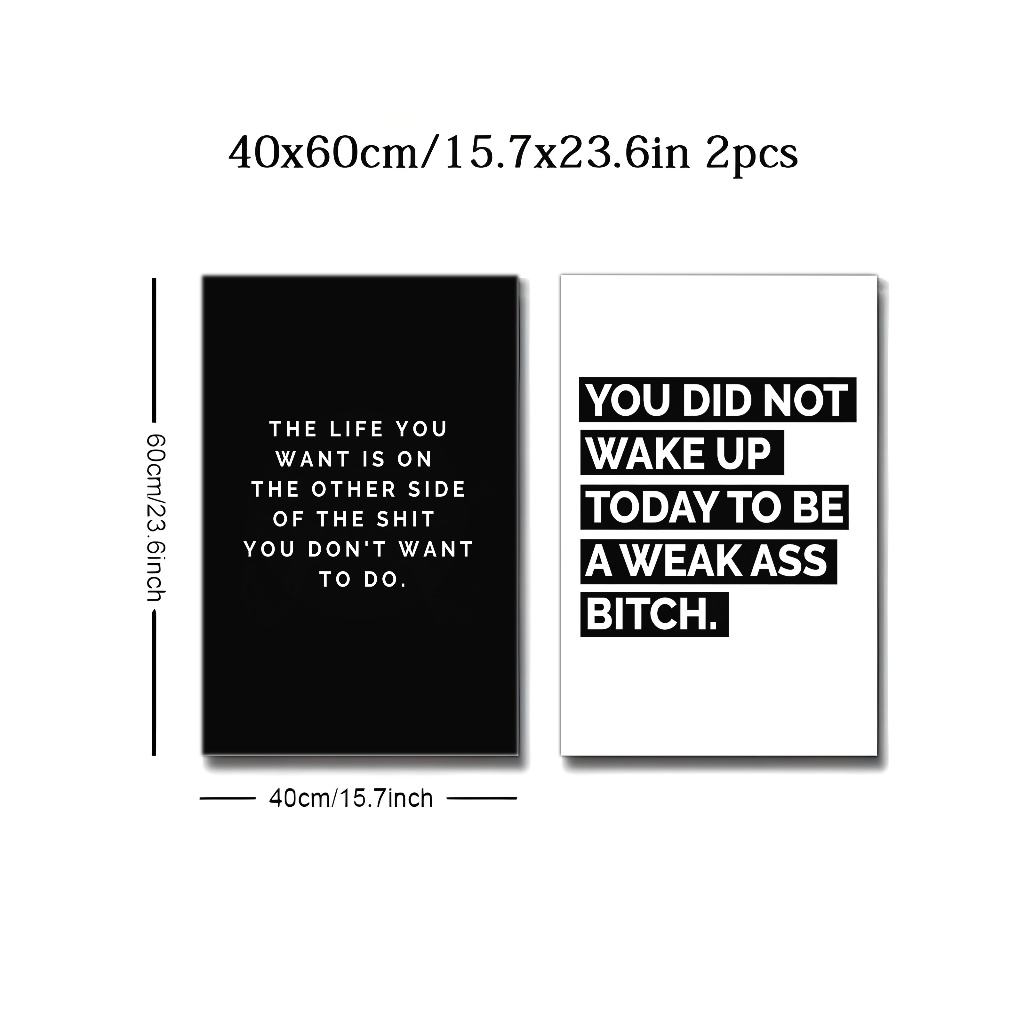 40x60cm/15.7x23.6in 2pcs
60cm/23.6inch
THE LIFE YOU
WANT IS ON
THE OTHER SIDE
OF THE SHIT
YOU DON'T WANT
TO DO.
YOU DID NOT
WAKE UP
TODAY TO BE
A WEAK ASS
BITCH.
40cm/15.7inch